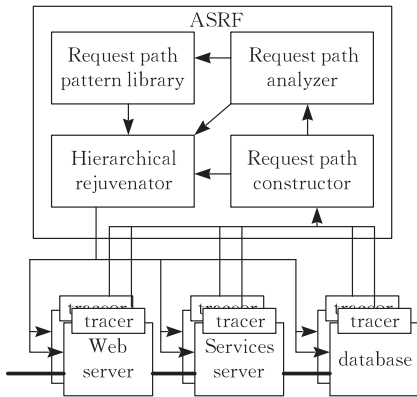 ASRF
Request path
pattern library
Request path
analyzer
Hierarchical
rejuvenator
Request path
constructor
tracer
tracer
tracer
Web
server
Services
server
database